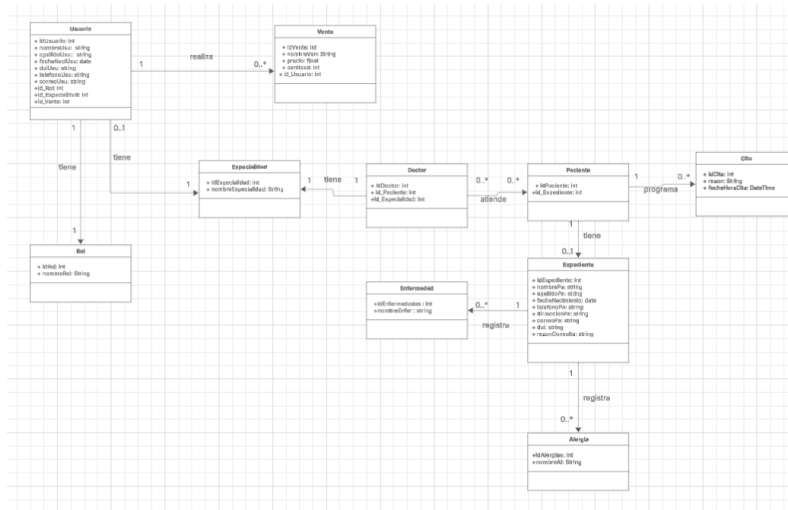 Usuario
+ idUsuario: int
+ nombreUsu: string
+ apellidoUsu: string
+ fechaNacUsu: date
+ duiUsu: string
+ telefonoUsu: string
+ correoUsu: string
+id_Rol: int
+id_Especialidad: int
+id_Venta: int
1
realiza
0..*
Venta
+ idVenta: int
+ nombreVen: String
+ precio: float
+ cantidad: int
+ id_Usuario: int
1
0..1
tiene
tiene
1
1
Especialidad
+ idEspecialidad: int
+ nombreEspecialidad: String
1
tiene
1
Doctor
+ idDoctor: int
+ id_Paciente: int
+id_Especialidad: int
0..*
0..*
atiende
Paciente
+ idPaciente: int
+ id_Expediente: int
1
0..*
programa
Cita
+ idCita: int
+ razon: String
+ fechaHoraCita: DateTime
Rol
+ idRol: int
+ nombreRol: String
1
tiene
0..1
Expediente
+ idExpediente: int
+ nombrePa: string
+ apellidoPa: string
+ fechaNacimiento: date
+ telefonoPa: string
+ direccionPa: string
+ correoPa: string
+ dui: string
+ razonConsulta: string
Enfermedad
+idEnfermedades : int
+nombreEnfer : string
0..*
1
registra
1
registra
0..*
Alergia
+idAlergias: int
+nombreAl: String